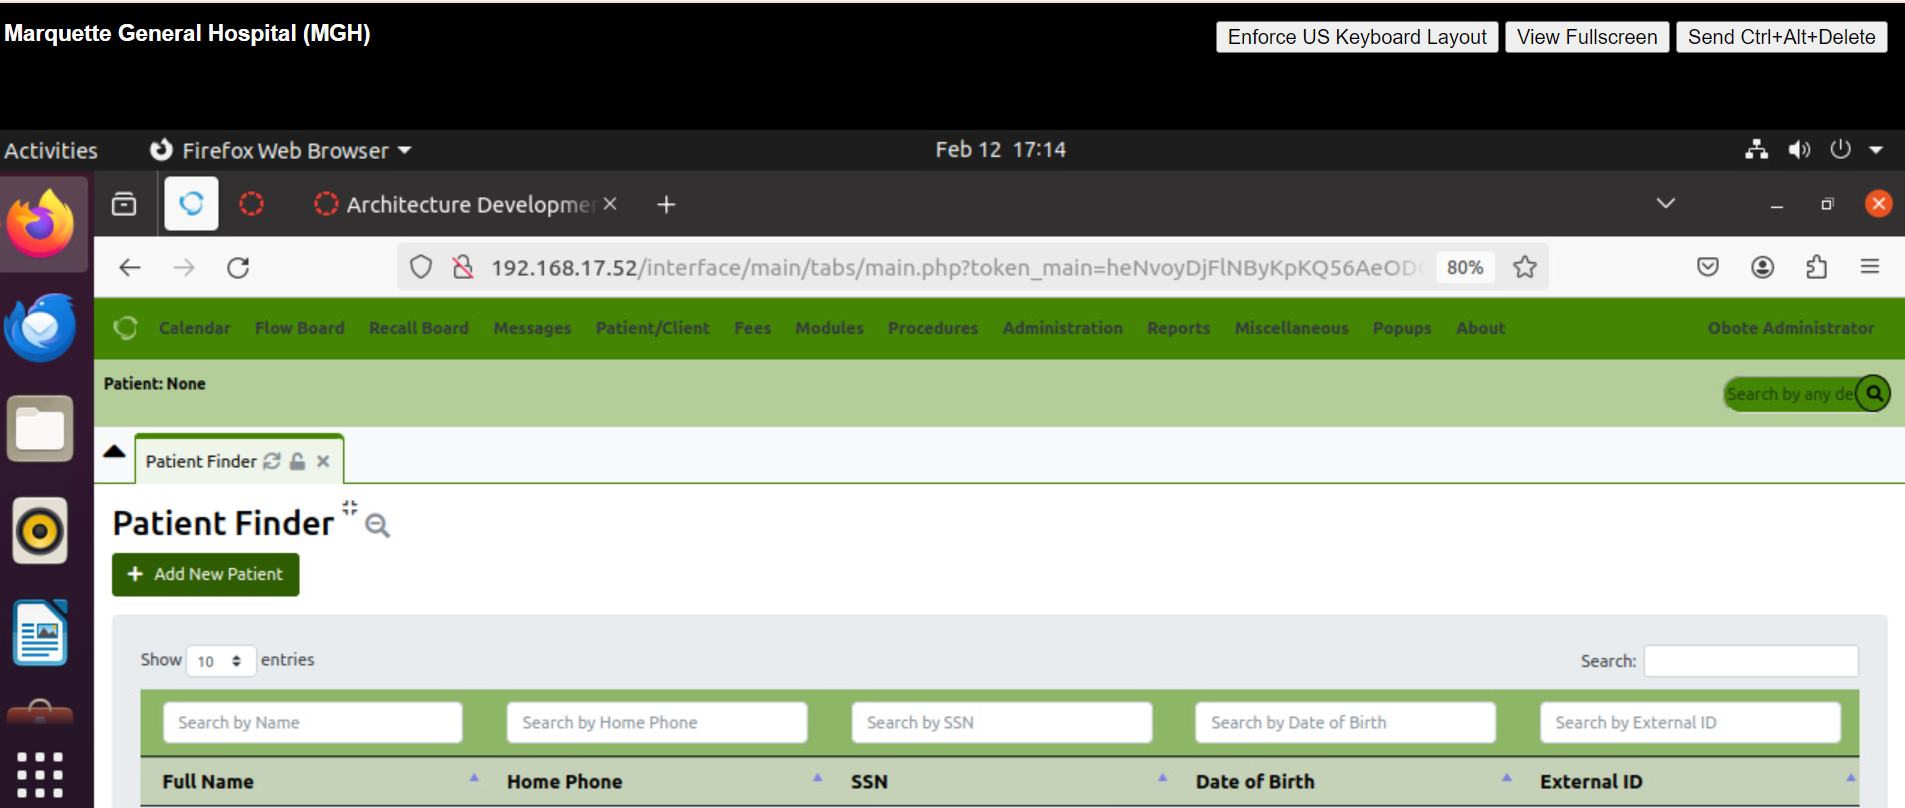 Marquette General Hospital (MGH)
Enforce US Keyboard Layout View Fullscreen Send Ctrl+Alt+Delete
Activities Firefox Web Browser Feb 12 17:14
Architecture Developme
192.168.17.52/interface/main/tabs/main.php?token_main=heNvoyDjFlNByKpKQ56AeOD 80%
Calendar Flow Board Recall Board Messages Patient/Client Fees Modules Procedures Administration Reports Miscellaneous Popups About Obote Administrator
Patient: None
Search by any de
Patient Finder
Patient Finder
+ Add New Patient
Show 10 entries Search:
Search by Name Search by Home Phone Search by SSN Search by Date of Birth Search by External ID
Full Name Home Phone SSN Date of Birth External ID